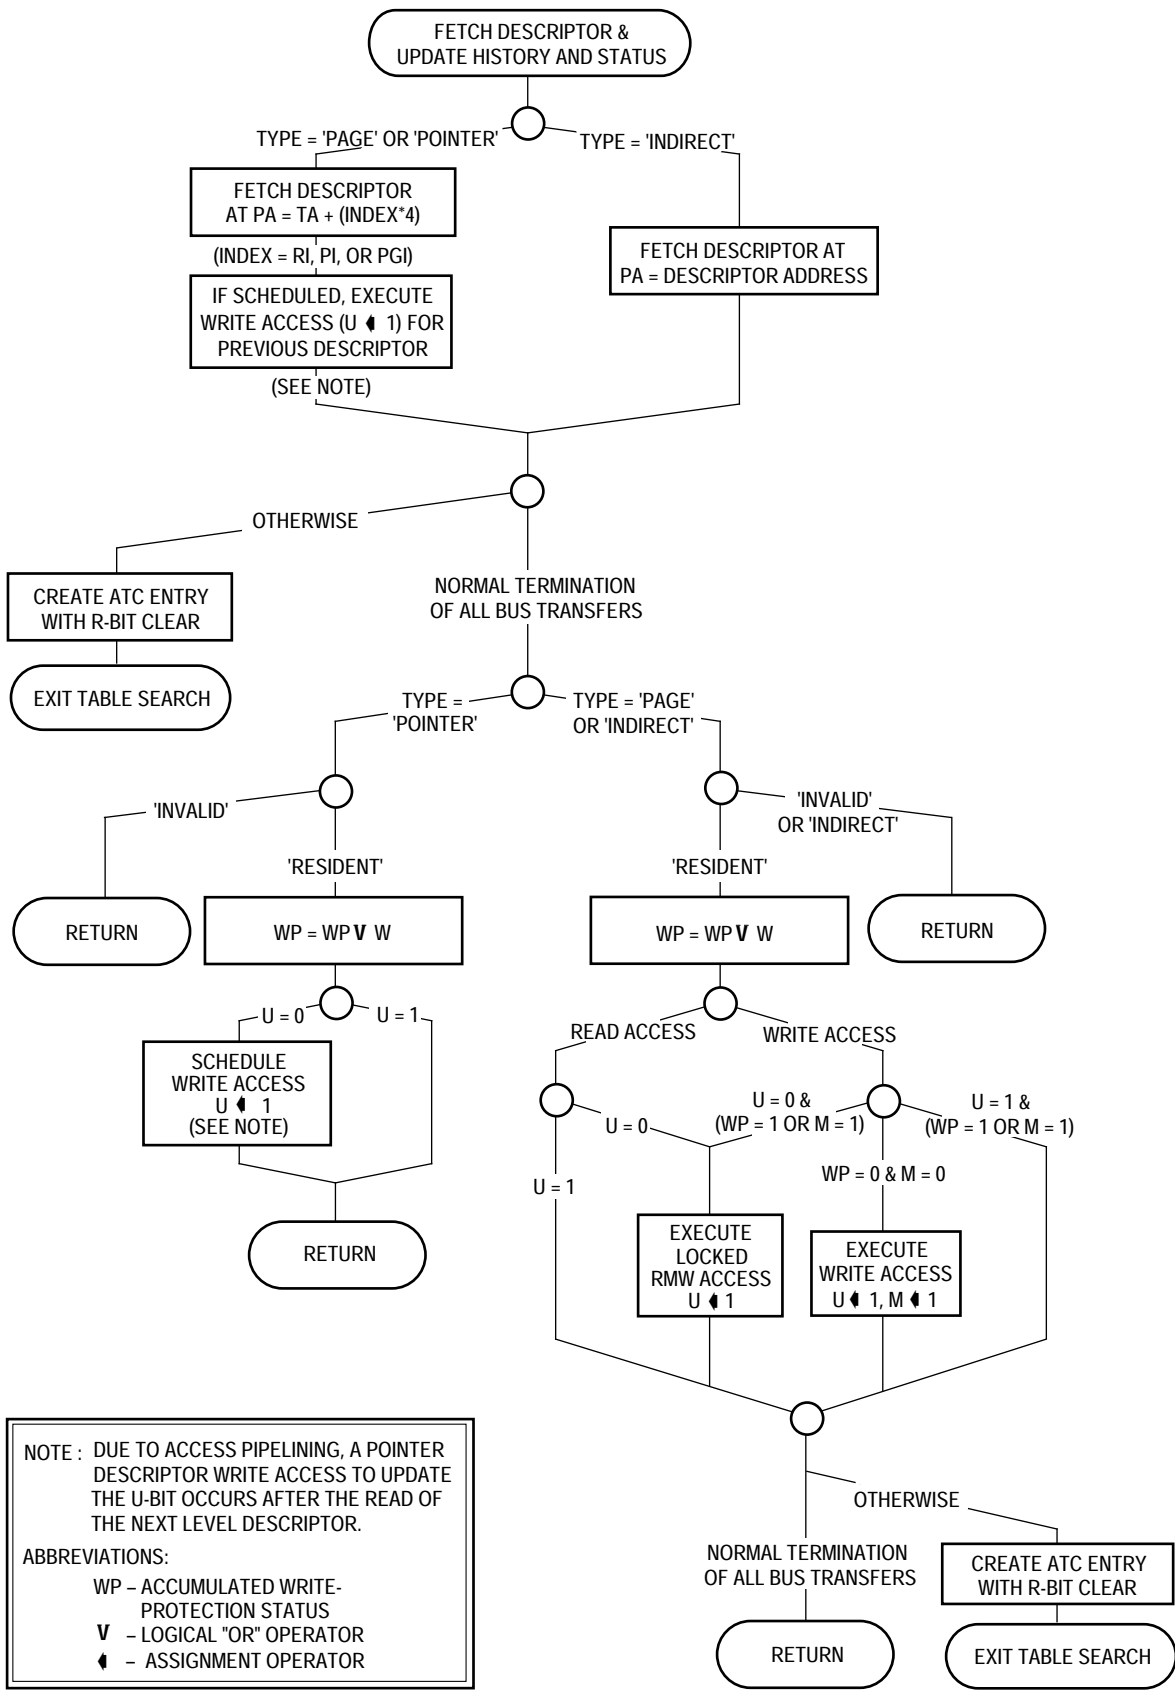 FETCH DESCRIPTOR &
UPDATE HISTORY AND STATUS
TYPE = 'PAGE' OR 'POINTER'
TYPE = 'INDIRECT'
FETCH DESCRIPTOR
AT PA = TA + (INDEX*4)
(INDEX = RI, PI, OR PGI)
FETCH DESCRIPTOR AT
PA = DESCRIPTOR ADDRESS
IF SCHEDULED, EXECUTE
WRITE ACCESS (U ⬅ 1) FOR
PREVIOUS DESCRIPTOR
(SEE NOTE)
OTHERWISE
CREATE ATC ENTRY
WITH R-BIT CLEAR
EXIT TABLE SEARCH
NORMAL TERMINATION
OF ALL BUS TRANSFERS
TYPE =
'POINTER'
TYPE = 'PAGE'
OR 'INDIRECT'
'INVALID'
'RESIDENT'
RETURN
WP = WP V W
U = 0
U = 1
SCHEDULE
WRITE ACCESS
U ⬅ 1
(SEE NOTE)
RETURN
'INVALID'
OR 'INDIRECT'
'RESIDENT'
WP = WP V W
RETURN
READ ACCESS
WRITE ACCESS
U = 0
U = 1
U = 0 &
(WP = 1 OR M = 1)
U = 1 &
(WP = 1 OR M = 1)
WP = 0 & M = 0
EXECUTE
LOCKED
RMW ACCESS
U ⬅ 1
EXECUTE
WRITE ACCESS
U ⬅ 1, M ⬅ 1
OTHERWISE
NORMAL TERMINATION
OF ALL BUS TRANSFERS
CREATE ATC ENTRY
WITH R-BIT CLEAR
RETURN
EXIT TABLE SEARCH
NOTE : DUE TO ACCESS PIPELINING, A POINTER
DESCRIPTOR WRITE ACCESS TO UPDATE
THE U-BIT OCCURS AFTER THE READ OF
THE NEXT LEVEL DESCRIPTOR.
ABBREVIATIONS:
WP – ACCUMULATED WRITE-
PROTECTION STATUS
V – LOGICAL "OR" OPERATOR
⬅ – ASSIGNMENT OPERATOR